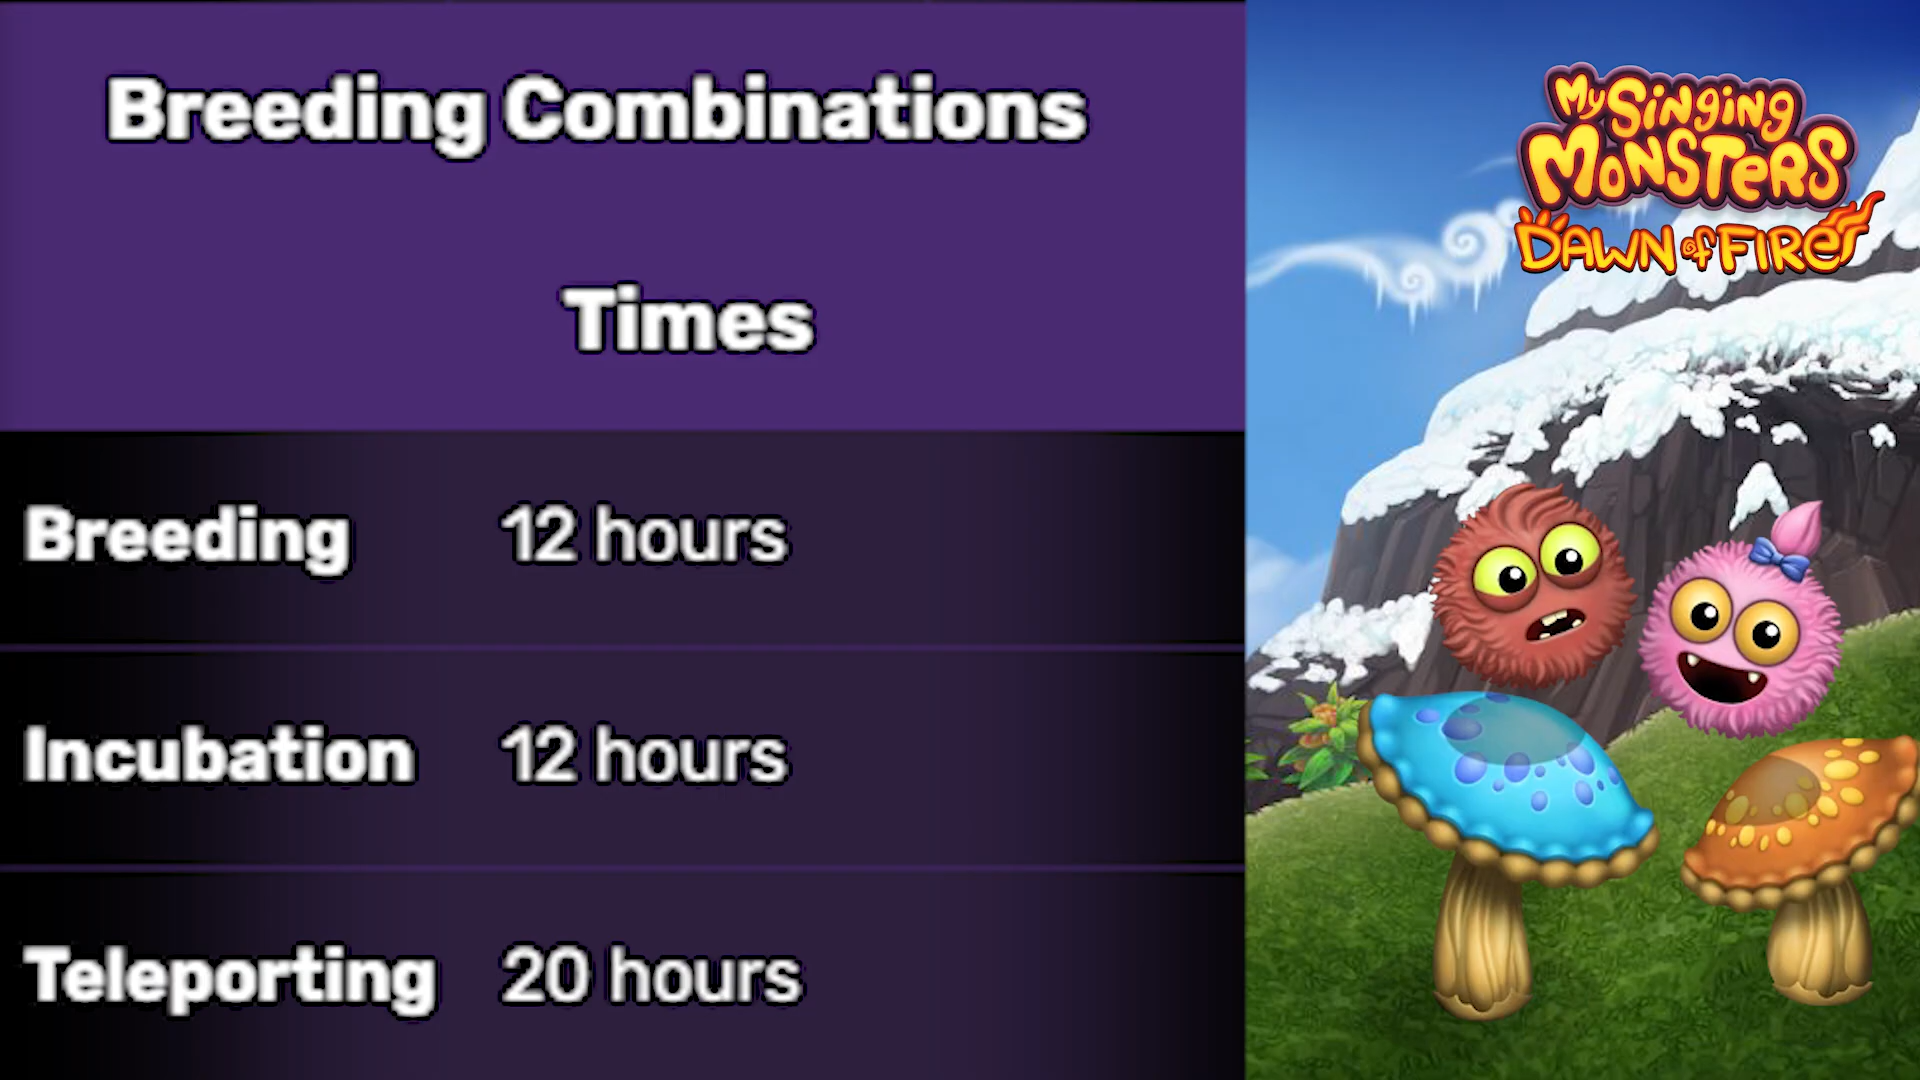 Breeding Combinations
Times
Breeding 12 hours
Incubation 12 hours
Teleporting 20 hours
My Singing
Monsters
Dawn of Fire